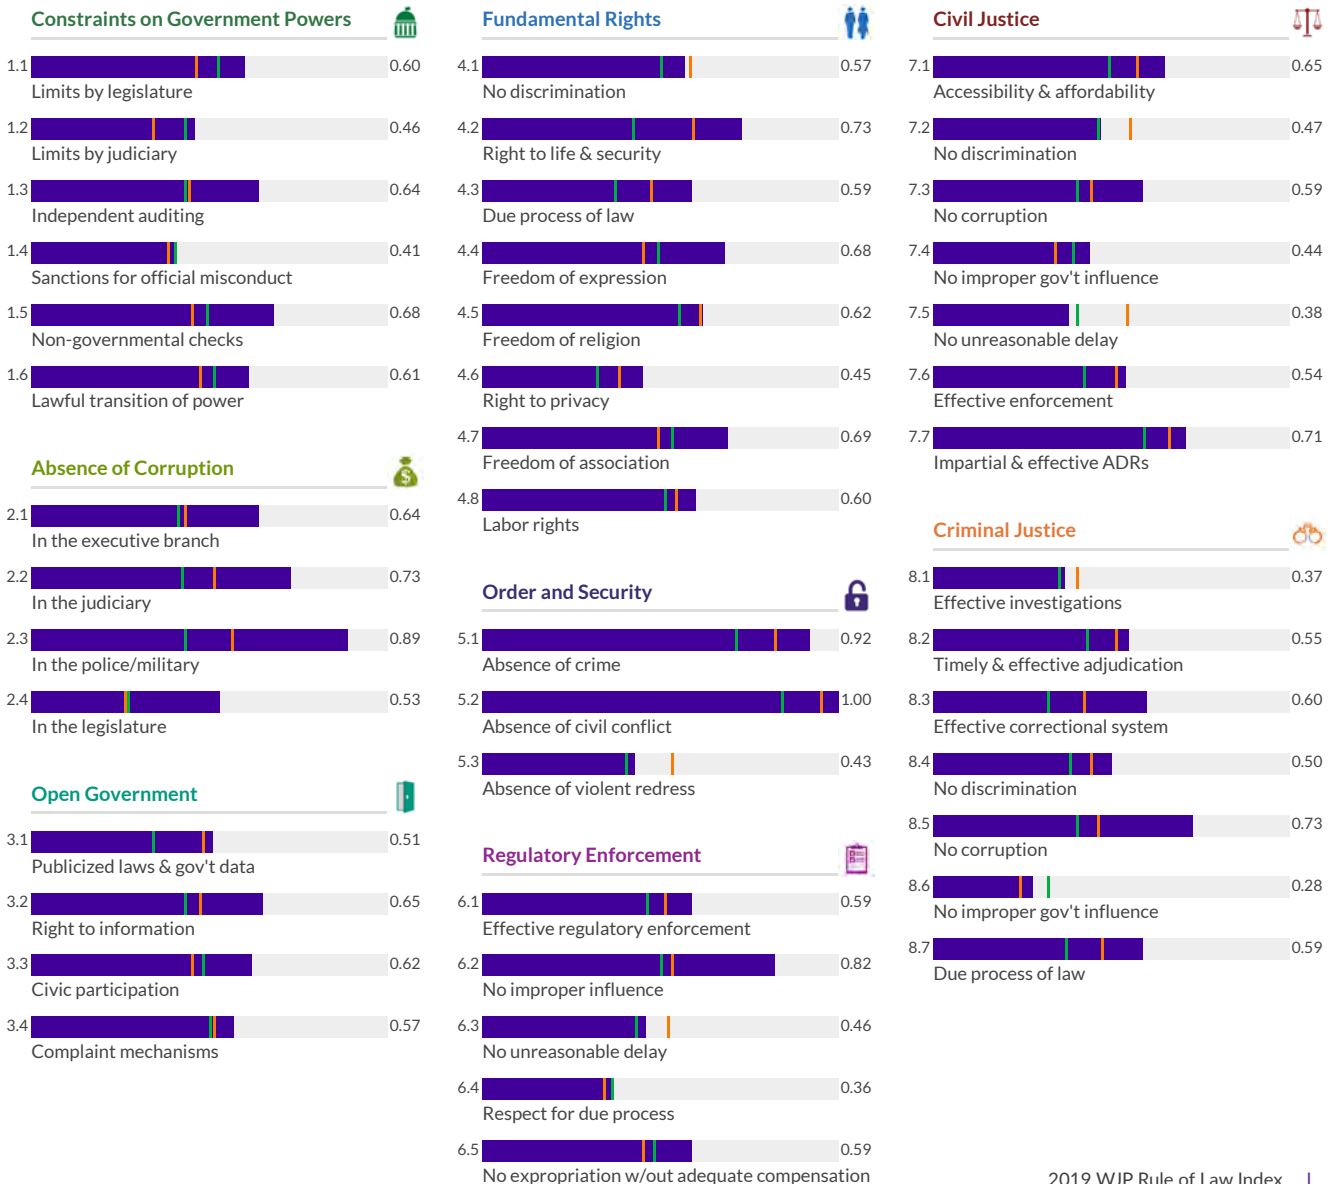 Constraints on Government Powers
1.1 0.60
Limits by legislature
1.2 0.46
Limits by judiciary
1.3 0.64
Independent auditing
1.4 0.41
Sanctions for official misconduct
1.5 0.68
Non-governmental checks
1.6 0.61
Lawful transition of power
Absence of Corruption
2.1 0.64
In the executive branch
2.2 0.73
In the judiciary
2.3 0.89
In the police/military
2.4 0.53
In the legislature
Open Government
3.1 0.51
Publicized laws & gov't data
3.2 0.65
Right to information
3.3 0.62
Civic participation
3.4 0.57
Complaint mechanisms
Fundamental Rights
4.1 0.57
No discrimination
4.2 0.73
Right to life & security
4.3 0.59
Due process of law
4.4 0.68
Freedom of expression
4.5 0.62
Freedom of religion
4.6 0.45
Right to privacy
4.7 0.69
Freedom of association
4.8 0.60
Labor rights
Order and Security
5.1 0.92
Absence of crime
5.2 1.00
Absence of civil conflict
5.3 0.43
Absence of violent redress
Regulatory Enforcement
6.1 0.59
Effective regulatory enforcement
6.2 0.82
No improper influence
6.3 0.46
No unreasonable delay
6.4 0.36
Respect for due process
6.5 0.59
No expropriation w/out adequate compensation
Civil Justice
7.1 0.65
Accessibility & affordability
7.2 0.47
No discrimination
7.3 0.59
No corruption
7.4 0.44
No improper gov't influence
7.5 0.38
No unreasonable delay
7.6 0.54
Effective enforcement
7.7 0.71
Impartial & effective ADRs
Criminal Justice
8.1 0.37
Effective investigations
8.2 0.55
Timely & effective adjudication
8.3 0.60
Effective correctional system
8.4 0.50
No discrimination
8.5 0.73
No corruption
8.6 0.28
No improper gov't influence
8.7 0.59
Due process of law
2019 WJP Rule of Law Index |